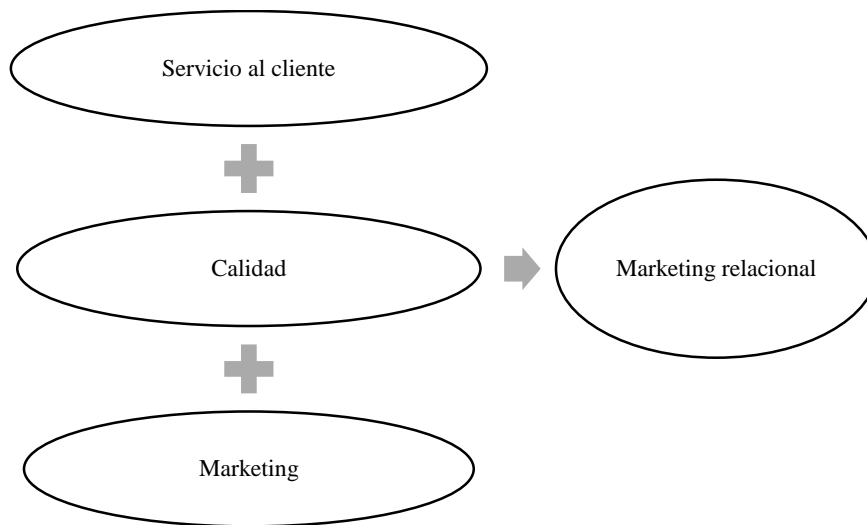 Servicio al cliente
Calidad
Marketing relacional
Marketing